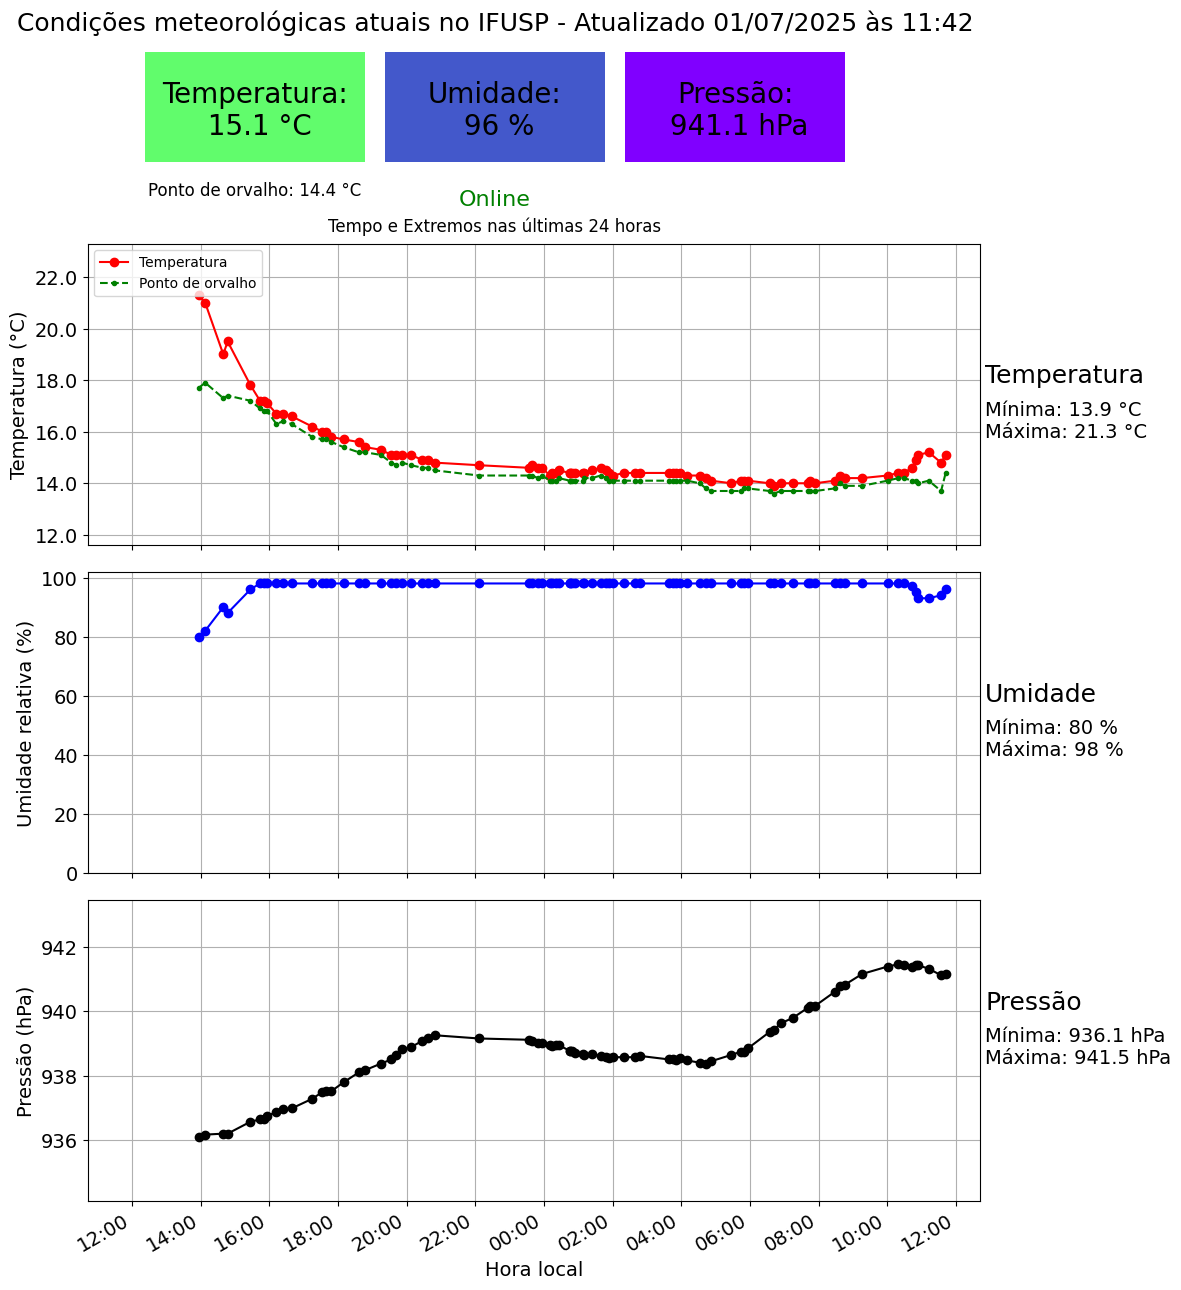 Condições meteorológicas atuais no IFUSP - Atualizado 01/07/2025 às 11:42
Temperatura:
15.1 °C
Umidade:
96 %
Pressão:
941.1 hPa
Ponto de orvalho: 14.4 °C
Online
Tempo e Extremos nas últimas 24 horas
Temperatura
Ponto de orvalho
Temperatura (°C)
22.0
20.0
18.0
16.0
14.0
12.0
Temperatura
Mínima: 13.9 °C
Máxima: 21.3 °C
Umidade relativa (%)
100
80
60
40
20
0
Umidade
Mínima: 80 %
Máxima: 98 %
Pressão (hPa)
942
940
938
936
Pressão
Mínima: 936.1 hPa
Máxima: 941.5 hPa
12:00 14:00 16:00 18:00 20:00 22:00 00:00 02:00 04:00 06:00 08:00 10:00 12:00
Hora local